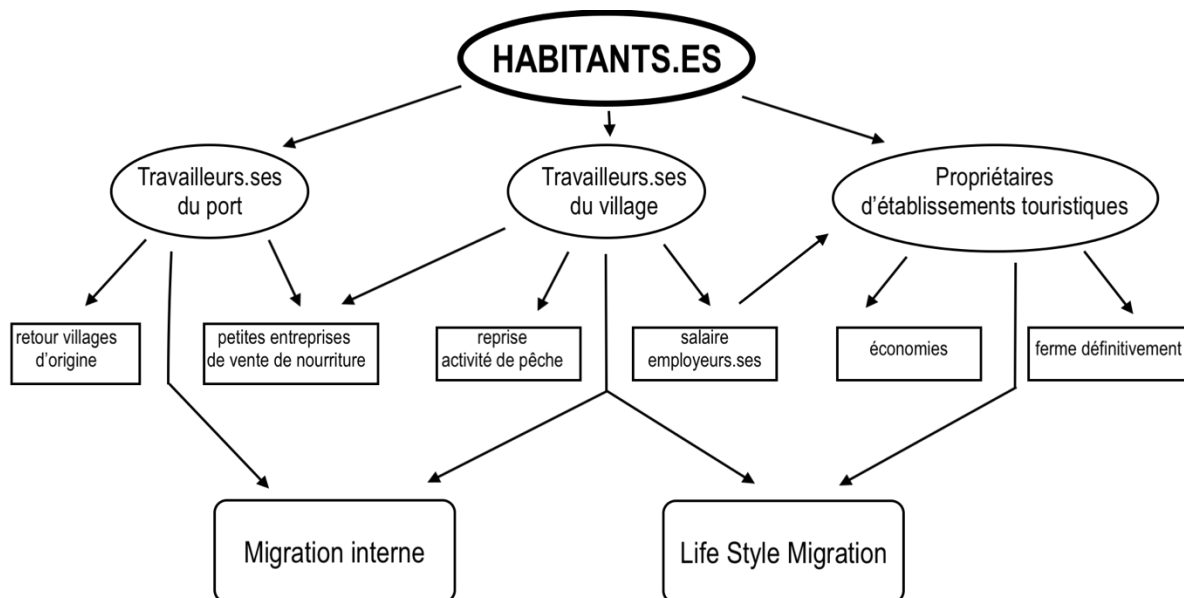 HABITANTS.ES
Travailleurs.ses
du port
Travailleurs.ses
du village
Propriétaires
d'établissements touristiques
retour villages
d'origine
petites entreprises
de vente de nourriture
reprise
activité de pêche
salaire
employeurs.ses
économies
ferme définitivement
Migration interne
Life Style Migration